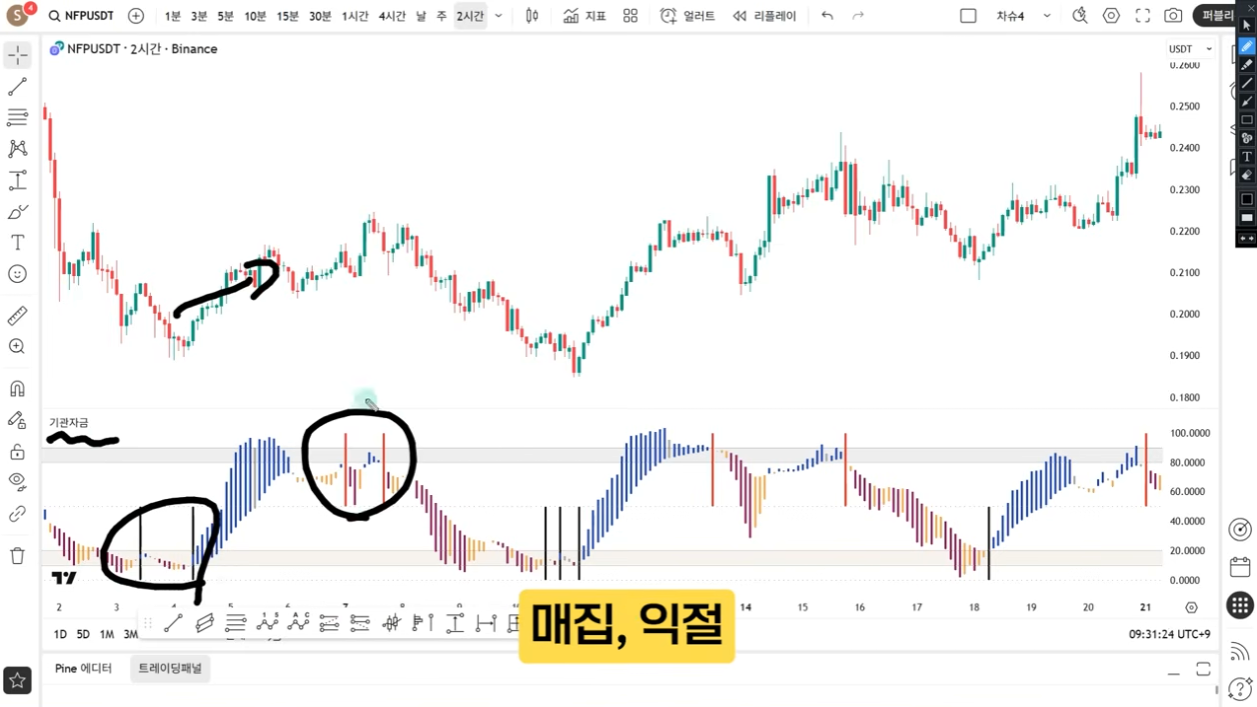 S 4 NFPUSDT 1분 3분 5분 10분 15분 30분 1시간 4시간 날 주 2시간 지표 얼러트 리플레이 차슈4 퍼블리
NFPUSDT · 2시간 · Binance
USDT
0.2600
0.2500
0.2400
0.2300
0.2200
0.2100
0.2000
0.1900
0.1800
기관자금
100.0000
80.0000
60.0000
40.0000
20.0000
0.0000
2 3 4 5 6 7 8 14 15 16 17 18 19 20 21
1D 5D 1M 3M
09:31:24 UTC+9
매집, 익절
Pine 에디터 트레이딩패널